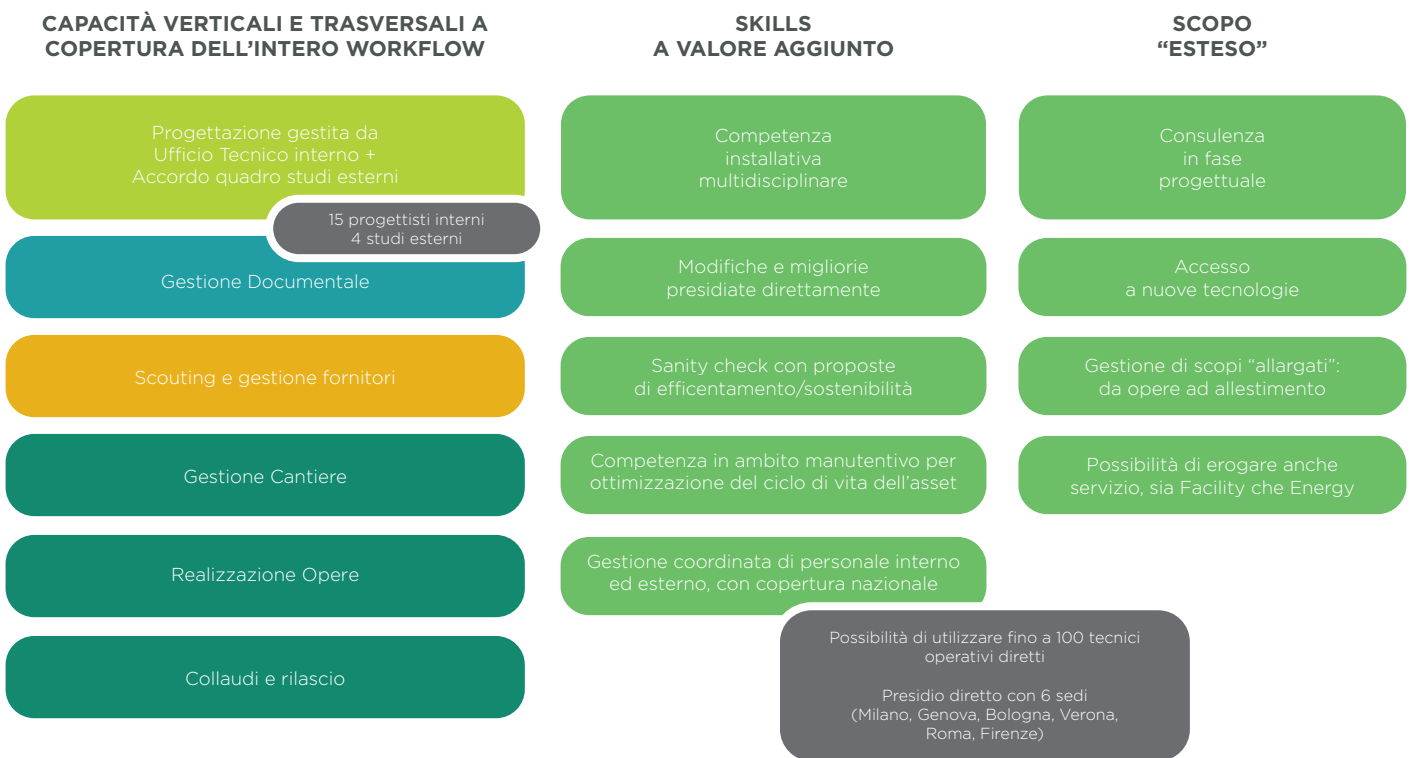 CAPACITÀ VERTICALI E TRASVERSALI A
COPERTURA DELL'INTERO WORKFLOW
Progettazione gestita da
Ufficio Tecnico interno +
Accordo quadro studi esterni
15 progettisti interni
4 studi esterni
Gestione Documentale
Scouting e gestione fornitori
Gestione Cantiere
Realizzazione Opere
Collaudi e rilascio
SKILLS
A VALORE AGGIUNTO
Competenza
installativa
multidisciplinare
Modifiche e migliorie
presidiate direttamente
Sanity check con proposte
di efficentamento/sostenibilità
Competenza in ambito manutentivo per
ottimizzazione del ciclo di vita dell'asset
Gestione coordinata di personale interno
ed esterno, con copertura nazionale
Possibilità di utilizzare fino a 100 tecnici
operativi diretti
Presidio diretto con 6 sedi
(Milano, Genova, Bologna, Verona,
Roma, Firenze)
SCOPO
“ESTESO”
Consulenza
in fase
progettuale
Accesso
a nuove tecnologie
Gestione di scopi “allargati”:
da opere ad allestimento
Possibilità di erogare anche
servizio, sia Facility che Energy